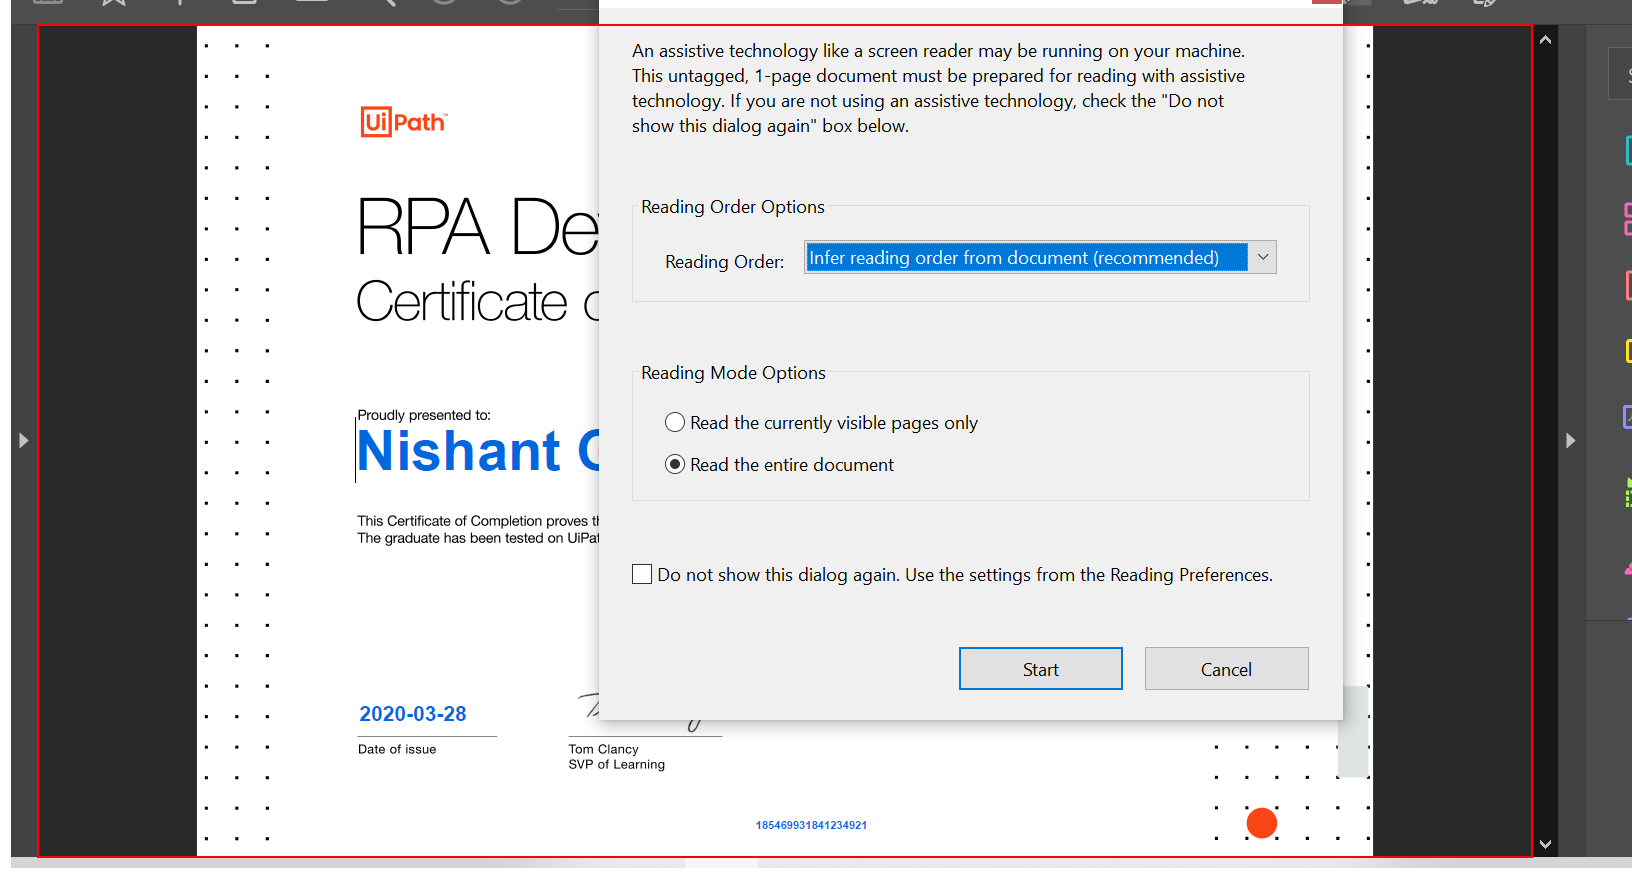 An assistive technology like a screen reader may be running on your machine.
This untagged, 1-page document must be prepared for reading with assistive
technology. If you are not using an assistive technology, check the "Do not
show this dialog again" box below.
Reading Order Options
Reading Order: Infer reading order from document (recommended)
Reading Mode Options
Read the currently visible pages only
Read the entire document
Do not show this dialog again. Use the settings from the Reading Preferences.
Start Cancel
UiPath
RPA
Certificate
Proudly presented to:
Nishant
This Certificate of Completion proves
The graduate has been tested on
2020-03-28
Date of issue
Tom Clancy
SVP of Learning
185469931841234921